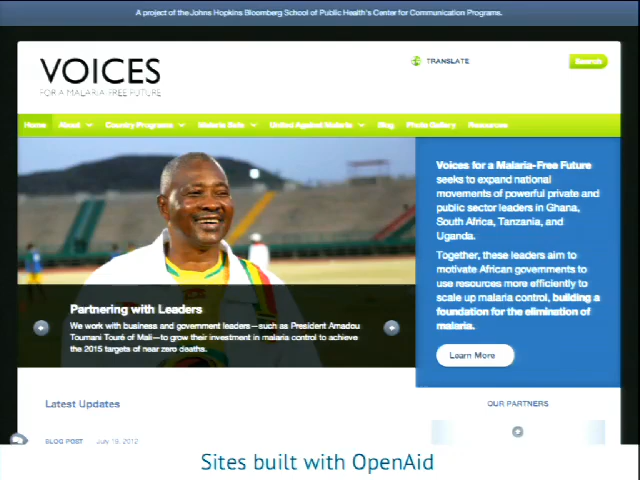 A project of the Johns Hopkins Bloomberg School of Public Health's Center for Communication Programs.
VOICES
FOR A MALARIA-FREE FUTURE
TRANSLATE
Search
Home About Country Programs Malaria Safe United Against Malaria Blog Photo Gallery Resources
Voices for a Malaria-Free Future
seeks to expand national
movements of powerful private and
public sector leaders in Ghana,
South Africa, Tanzania, and
Uganda.
Together, these leaders aim to
motivate African governments to
use resources more efficiently to
scale up malaria control, building a
foundation for the elimination of
malaria.
Learn More
Partnering with Leaders
We work with business and government leaders—such as President Amadou
Toumani Touré of Mali—to grow their investment in malaria control to achieve
the 2015 targets of near zero deaths.
Latest Updates
OUR PARTNERS
BLOG POST July 19, 2012
Sites built with OpenAid